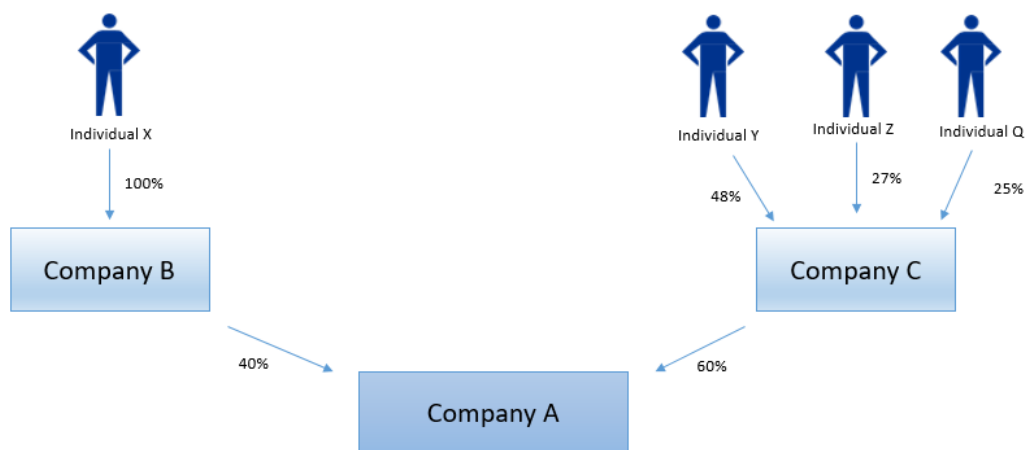 Individual X
Individual Y
Individual Z
Individual Q
100%
48%
27%
25%
Company B
Company C
40%
60%
Company A